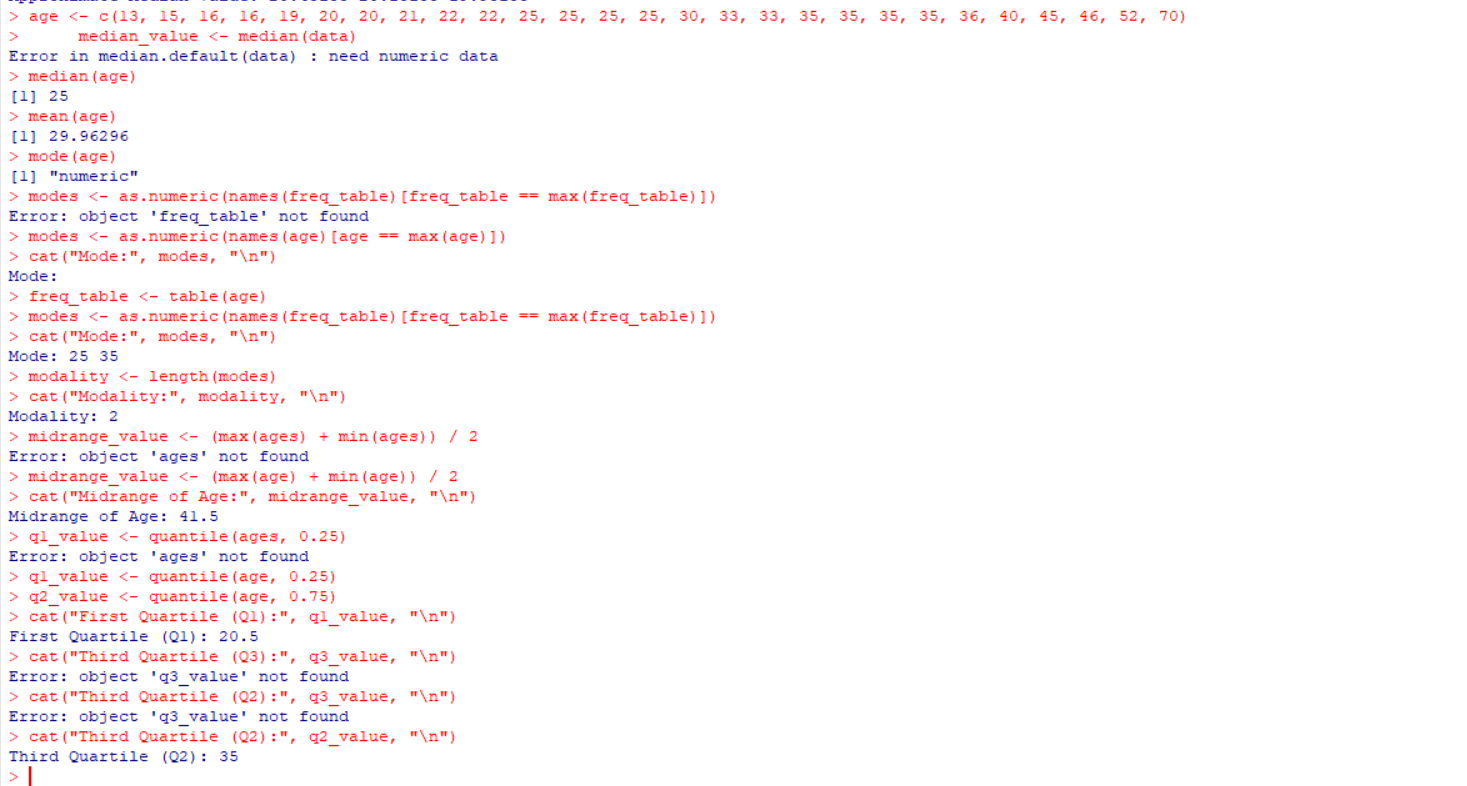 > age <- c(13, 15, 16, 16, 19, 20, 20, 21, 22, 22, 25, 25, 25, 25, 30, 33, 33, 35, 35, 35, 35, 36, 40, 45, 46, 52, 70)
>      median_value <- median(data)
Error in median.default(data) : need numeric data
> median(age)
[1] 25
> mean(age)
[1] 29.96296
> mode(age)
[1] "numeric"
> modes <- as.numeric(names(freq_table)[freq_table == max(freq_table)])
Error: object 'freq_table' not found
> modes <- as.numeric(names(age)[age == max(age)])
> cat("Mode:", modes, "\n")
Mode:
> freq_table <- table(age)
> modes <- as.numeric(names(freq_table)[freq_table == max(freq_table)])
> cat("Mode:", modes, "\n")
Mode: 25 35
> modality <- length(modes)
> cat("Modality:", modality, "\n")
Modality: 2
> midrange_value <- (max(ages) + min(ages)) / 2
Error: object 'ages' not found
> midrange_value <- (max(age) + min(age)) / 2
> cat("Midrange of Age:", midrange_value, "\n")
Midrange of Age: 41.5
> q1_value <- quantile(ages, 0.25)
Error: object 'ages' not found
> q1_value <- quantile(age, 0.25)
> q2_value <- quantile(age, 0.75)
> cat("First Quartile (Q1):", q1_value, "\n")
First Quartile (Q1): 20.5
> cat("Third Quartile (Q3):", q3_value, "\n")
Error: object 'q3_value' not found
> cat("Third Quartile (Q2):", q3_value, "\n")
Error: object 'q3_value' not found
> cat("Third Quartile (Q2):", q2_value, "\n")
Third Quartile (Q2): 35
>